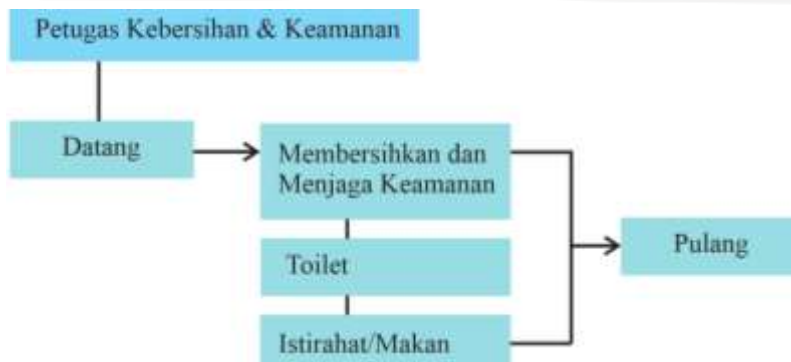 Petugas Kebersihan & Keamanan
Datang
Membersihkan dan
Menjaga Keamanan
Toilet
Istirahat/Makan
Pulang